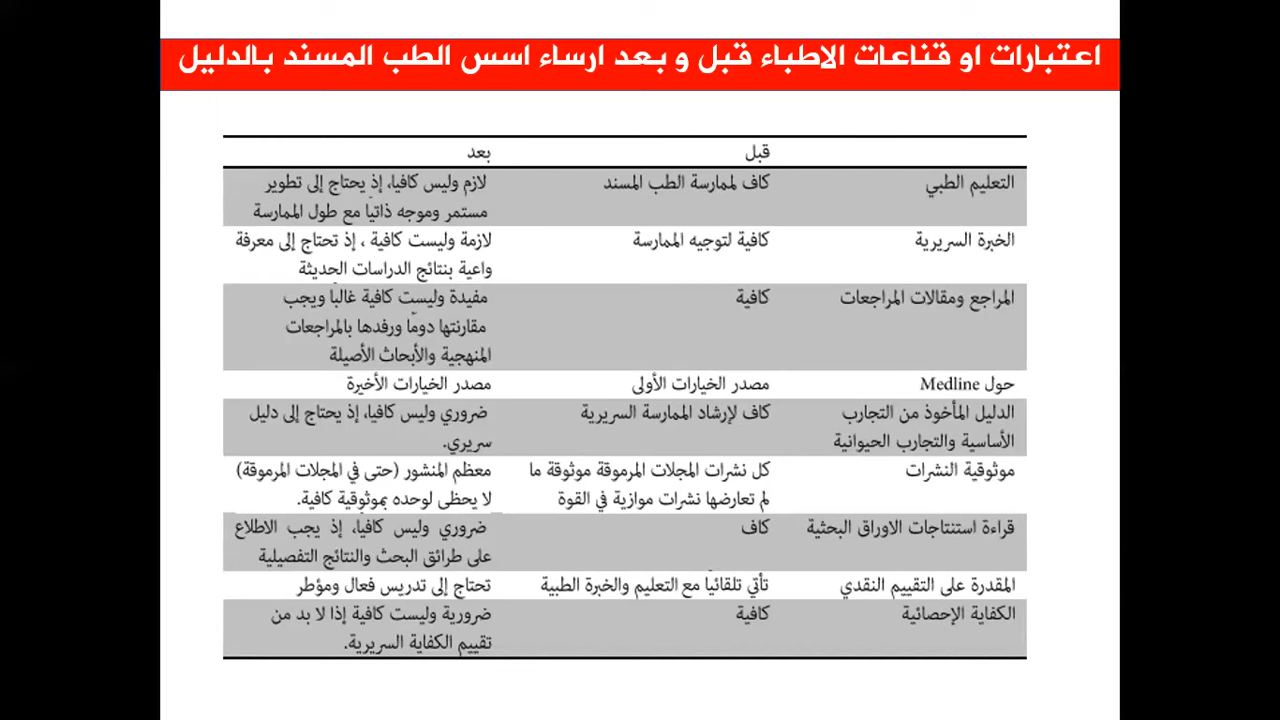 اعتبارات او قناعات الاطباء قبل و بعد ارساء اسس الطب المسند بالدليل
قبل بعد
التعليم الطبي كاف لممارسة الطب المسند لازم وليس كافيا، إذ يحتاج إلى تطوير
مستمر وموجه ذاتياً مع طول الممارسة
الخبرة السريرية كافية لتوجيه الممارسة لازمة وليست كافية ، إذ تحتاج إلى معرفة
واعية بنتائج الدراسات الحديثة
المراجع ومقالات المراجعات كافية مفيدة وليست كافية غالباً ويجب
مقارنتها دوماً ورفدها بالمراجعات
المنهجية والأبحاث الأصيلة
حول Medline مصدر الخيارات الأولى مصدر الخيارات الأخيرة
الدليل المأخوذ من التجارب كاف لإرشاد الممارسة السريرية ضروري وليس كافيا، إذ يحتاج إلى دليل
الأساسية والتجارب الحيوانية سريري.
موثوقية النشرات كل نشرات المجلات المرموقة موثوقة ما معظم المنشور (حتى في المجلات المرموقة)
لم تعارضها نشرات موازية في القوة لا يحظى لوحده بموثوقية كافية.
قراءة استنتاجات الاوراق البحثية كاف ضروري وليس كافيا، إذ يجب الاطلاع
على طرائق البحث والنتائج التفصيلية
المقدرة على التقييم النقدي تأتي تلقائياً مع التعليم والخبرة الطبية تحتاج إلى تدريس فعال ومؤطر
الكفاية الإحصائية كافية ضرورية وليست كافية إذا لا بد من
تقييم الكفاية السريرية.